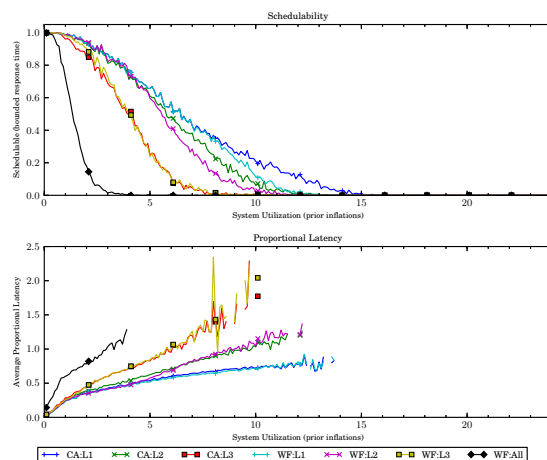 Schedulability
Schedulable (bounded response time)
1.0
0.8
0.6
0.4
0.2
0.0
0 5 10 15 20
System Utilization (prior inflations)
Proportional Latency
Average Proportional Latency
2.5
2.0
1.5
1.0
0.5
0.0
0 5 10 15 20
System Utilization (prior inflations)
CA:L1 CA:L2 CA:L3 WF:L1 WF:L2 WF:L3 WF:All